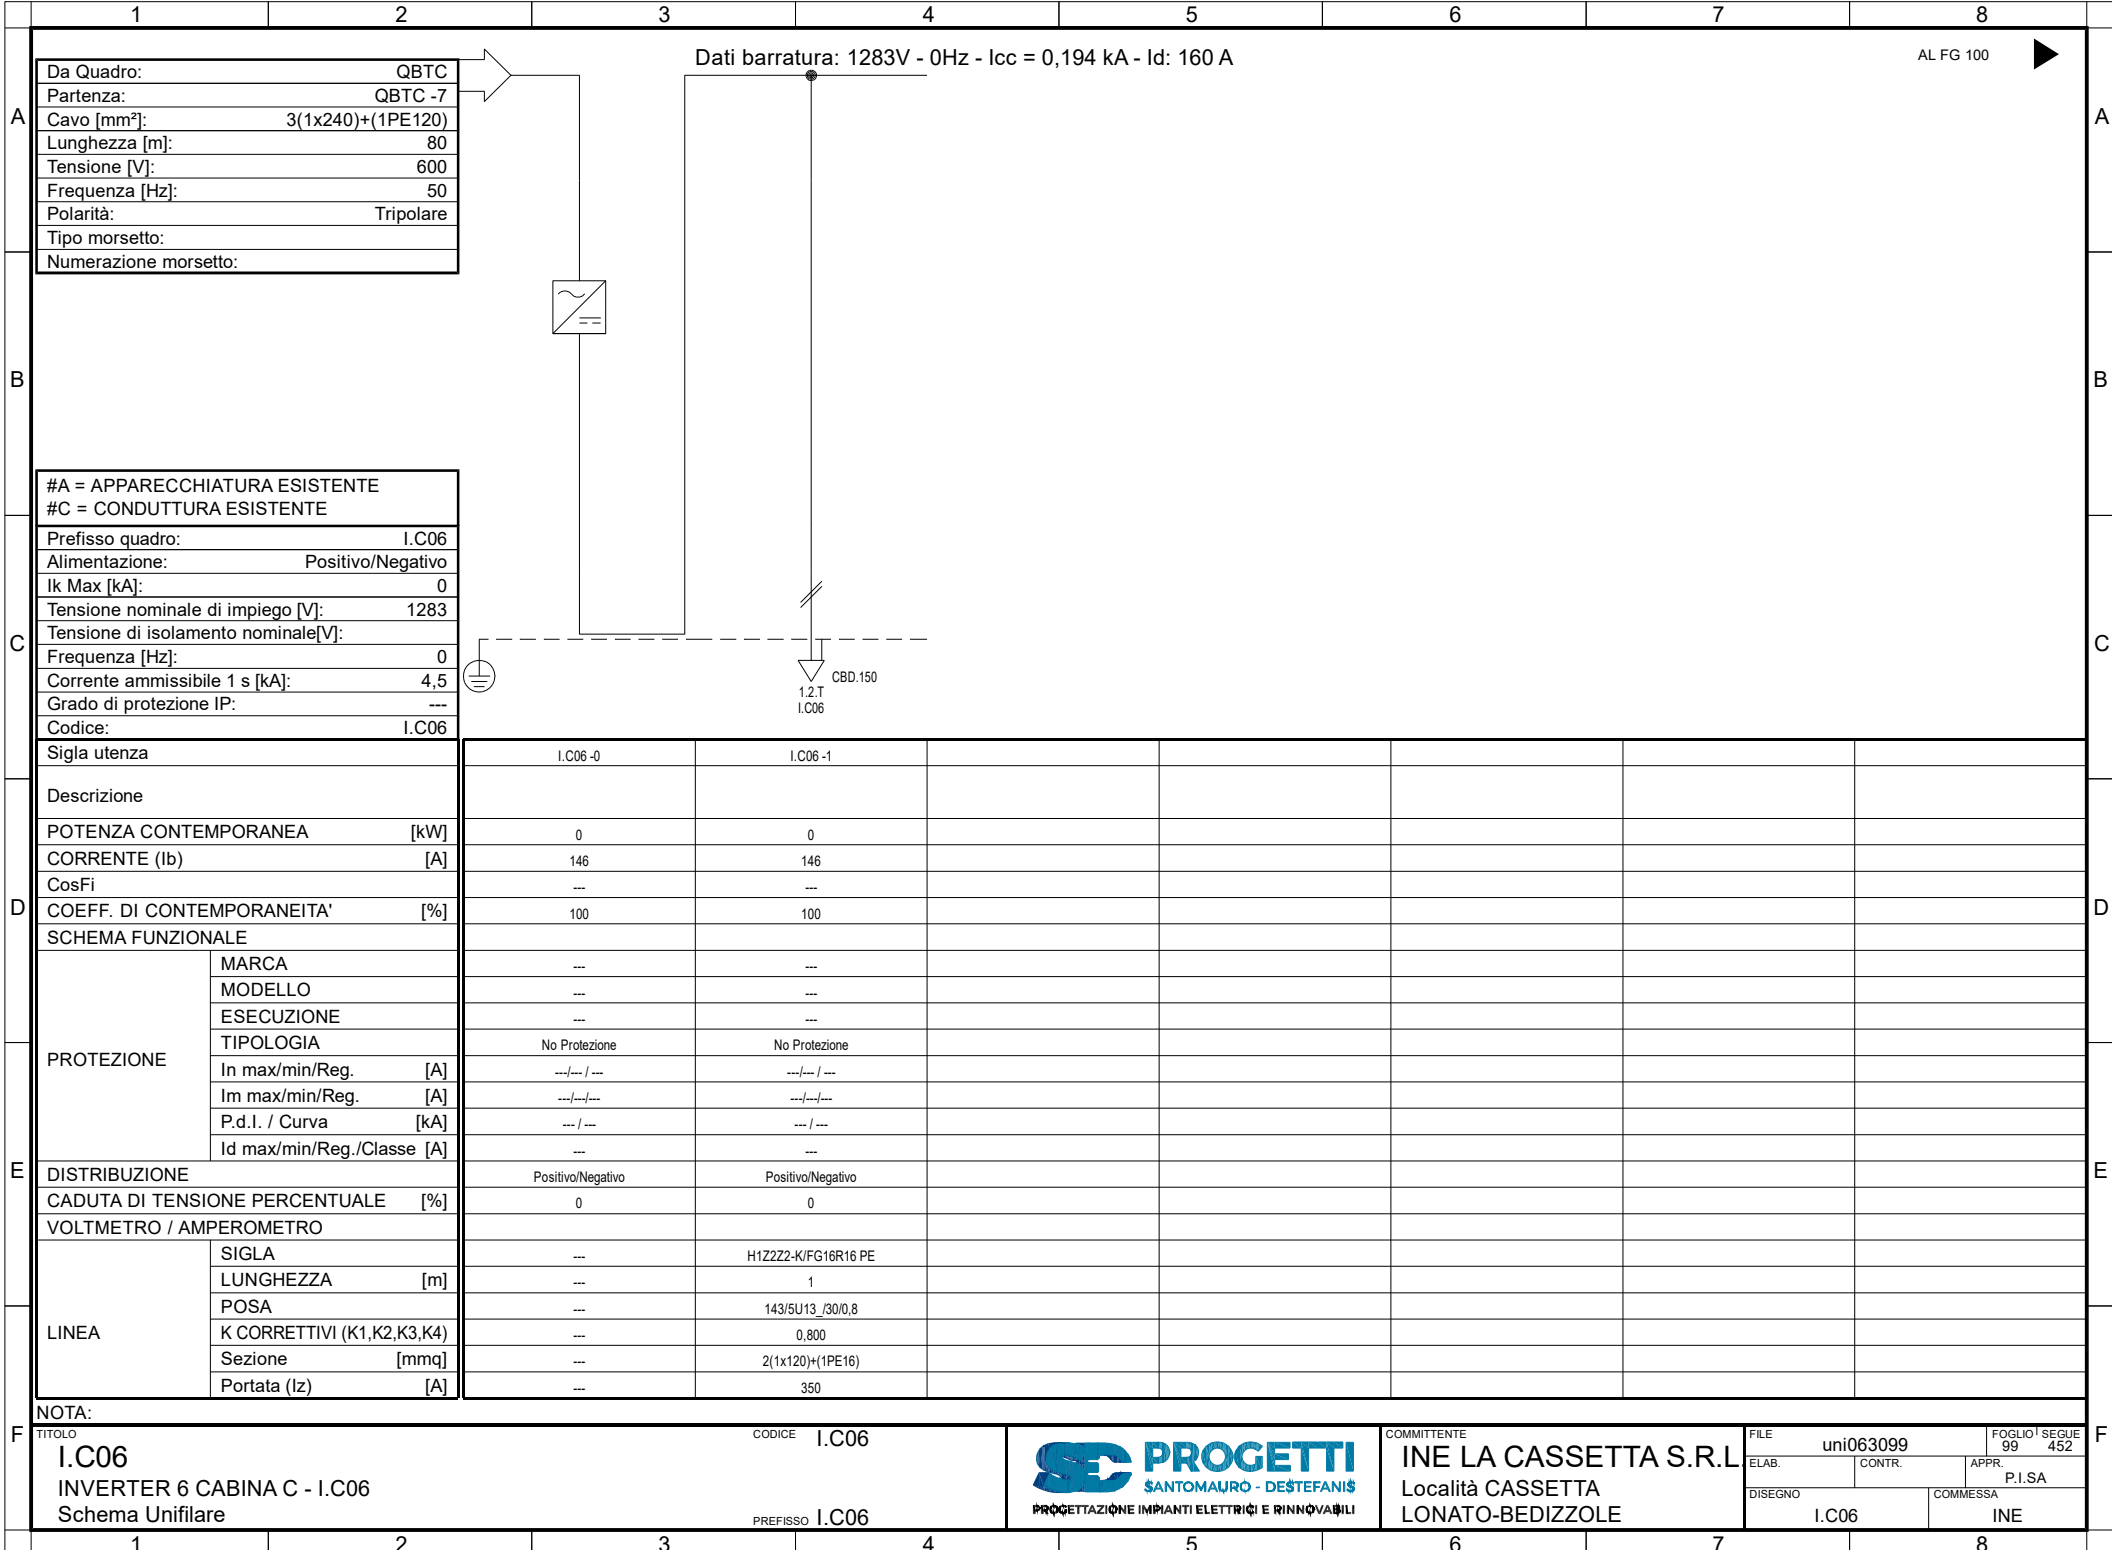 1 2 3 4 5 6 7 8
Dati barratura: 1283V - 0Hz - Icc = 0,194 kA - Id: 160 A
AL FG 100
Da Quadro: QBTC
Partenza: QBTC -7
Cavo [mm²]: 3(1x240)+(1PE120)
Lunghezza [m]: 80
Tensione [V]: 600
Frequenza [Hz]: 50
Polarità: Tripolare
Tipo morsetto:
Numerazione morsetto:
A A
B B
#A = APPARECCHIATURA ESISTENTE
#C = CONDUTTURA ESISTENTE
Prefisso quadro: I.C06
Alimentazione: Positivo/Negativo
Ik Max [kA]: 0
Tensione nominale di impiego [V]: 1283
Tensione di isolamento nominale[V]:
Frequenza [Hz]: 0
Corrente ammissibile 1 s [kA]: 4,5
Grado di protezione IP: ---
Codice: I.C06
C C
CBD.150
1.2.T
I.C06
Sigla utenza I.C06 -0 I.C06 -1
Descrizione
POTENZA CONTEMPORANEA [kW] 0 0
CORRENTE (Ib) [A] 146 146
CosFi --- ---
D COEFF. DI CONTEMPORANEITA' [%] 100 100 D
SCHEMA FUNZIONALE
PROTEZIONE
MARCA --- ---
MODELLO --- ---
ESECUZIONE --- ---
TIPOLOGIA No Protezione No Protezione
In max/min/Reg. [A] ---/--- / --- ---/--- / ---
Im max/min/Reg. [A] ---/---/--- ---/---/---
P.d.I. / Curva [kA] --- / --- --- / ---
Id max/min/Reg./Classe [A] --- ---
E DISTRIBUZIONE Positivo/Negativo Positivo/Negativo E
CADUTA DI TENSIONE PERCENTUALE [%] 0 0
VOLTMETRO / AMPEROMETRO
LINEA
SIGLA --- H1Z2Z2-K/FG16R16 PE
LUNGHEZZA [m] --- 1
POSA --- 143/5U13_/30/0,8
K CORRETTIVI (K1,K2,K3,K4) --- 0,800
Sezione [mmq] --- 2(1x120)+(1PE16)
Portata (Iz) [A] --- 350
NOTA:
F F
TITOLO
I.C06
INVERTER 6 CABINA C - I.C06
Schema Unifilare
CODICE I.C06
PREFISSO I.C06
PROGETTI
SANTOMAURO - DESTEFANIS
PROGETTAZIONE IMPIANTI ELETTRICI E RINNOVABILI
COMMITTENTE
INE LA CASSETTA S.R.L.
Località CASSETTA
LONATO-BEDIZZOLE
FILE uni063099
FOGLIO 99 SEGUE 452
ELAB. CONTR. APPR. P.I.SA
DISEGNO I.C06
COMMESSA INE
1 2 3 4 5 6 7 8